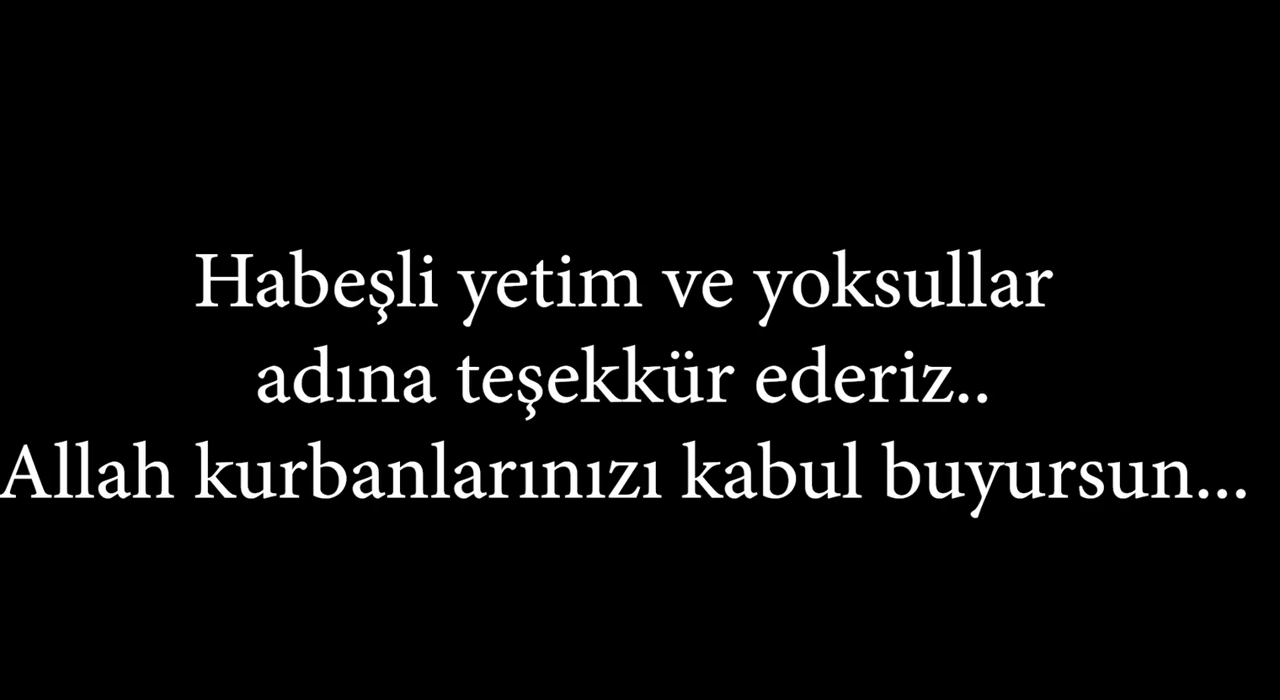 Habeşli yetim ve yoksullar
adına teşekkür ederiz..
Allah kurbanlarınızı kabul buyursun...